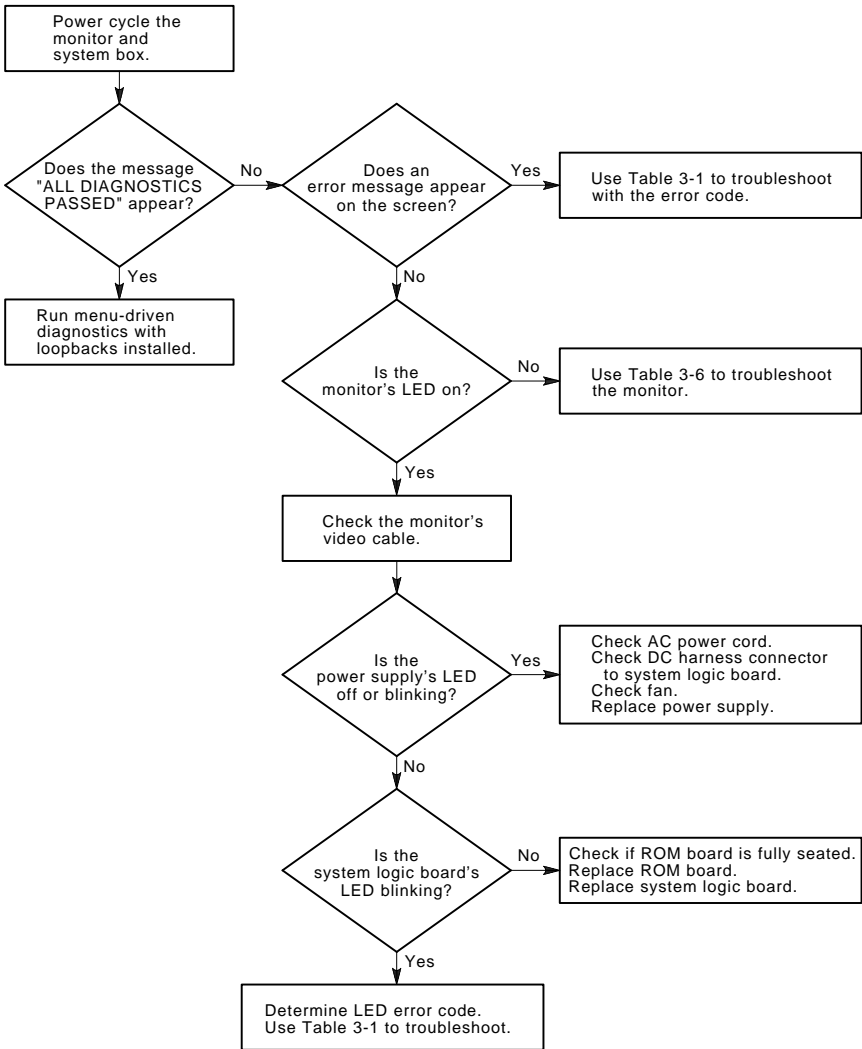 Power cycle the
monitor and
system box.
Does the message
"ALL DIAGNOSTICS
PASSED" appear?
No
Does an
error message appear
on the screen?
Yes
Use Table 3-1 to troubleshoot
with the error code.
Yes
Run menu-driven
diagnostics with
loopbacks installed.
No
Is the
monitor's LED on?
No
Use Table 3-6 to troubleshoot
the monitor.
Yes
Check the monitor's
video cable.
Is the
power supply's LED
off or blinking?
Yes
Check AC power cord.
Check DC harness connector
to system logic board.
Check fan.
Replace power supply.
No
Is the
system logic board's
LED blinking?
No
Check if ROM board is fully seated.
Replace ROM board.
Replace system logic board.
Yes
Determine LED error code.
Use Table 3-1 to troubleshoot.